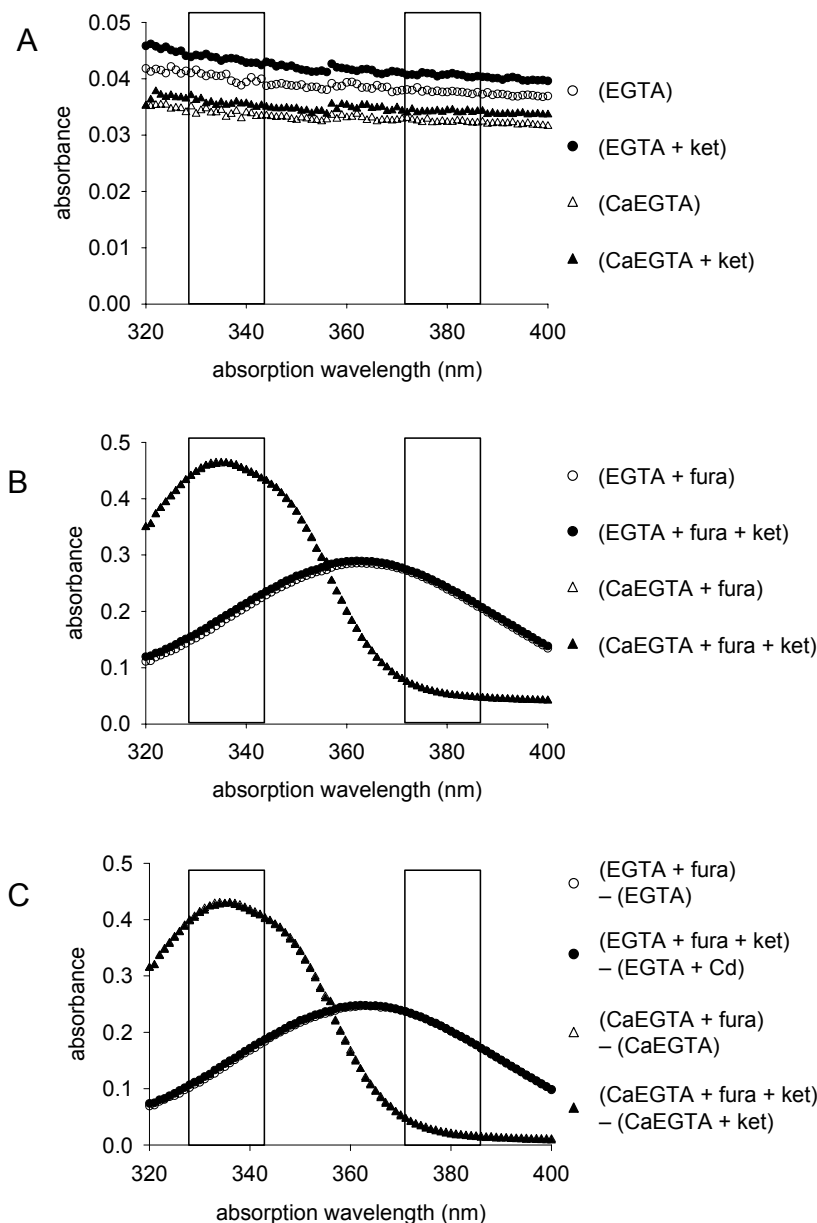 A
0.05
0.04
0.03
0.02
0.01
0.00
absorbance
320
340
360
380
400
absorption wavelength (nm)
(EGTA)
(EGTA + ket)
(CaEGTA)
(CaEGTA + ket)
B
0.5
0.4
0.3
0.2
0.1
0.0
absorbance
320
340
360
380
400
absorption wavelength (nm)
(EGTA + fura)
(EGTA + fura + ket)
(CaEGTA + fura)
(CaEGTA + fura + ket)
C
0.5
0.4
0.3
0.2
0.1
0.0
absorbance
320
340
360
380
400
absorption wavelength (nm)
(EGTA + fura)
– (EGTA)
(EGTA + fura + ket)
– (EGTA + Cd)
(CaEGTA + fura)
– (CaEGTA)
(CaEGTA + fura + ket)
– (CaEGTA + ket)